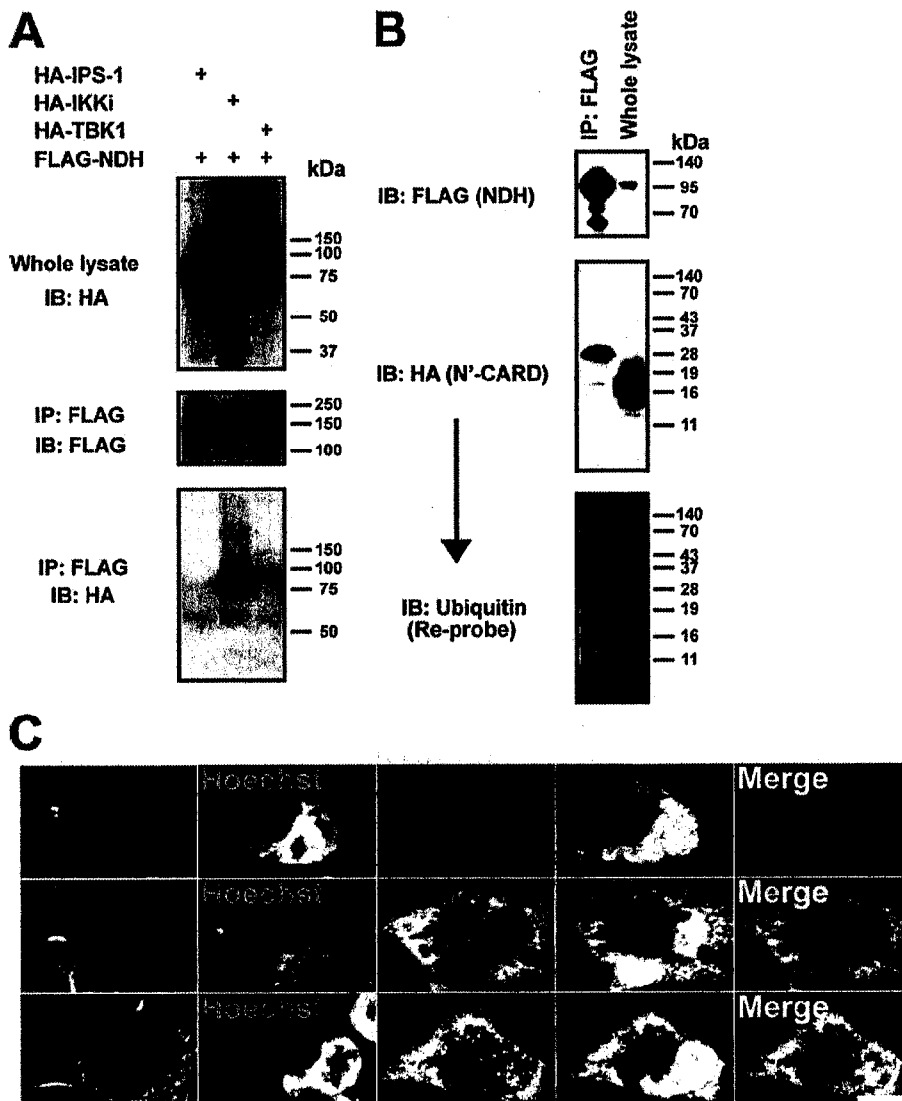 A
HA-IPS-1 +
HA-IKKi +
HA-TBK1 +
FLAG-NDH + + +
kDa
Whole lysate
IB: HA
150
100
75
50
37
IP: FLAG
IB: FLAG
250
150
100
IP: FLAG
IB: HA
150
100
75
50
B
IP: FLAG
Whole lysate
kDa
IB: FLAG (NDH)
140
95
70
IB: HA (N'-CARD)
140
70
43
37
28
19
16
11
IB: Ubiquitin
(Re-probe)
140
70
43
37
28
19
16
11
C
Hoechst
Merge
Hoechst
Merge
Hoechst
Merge